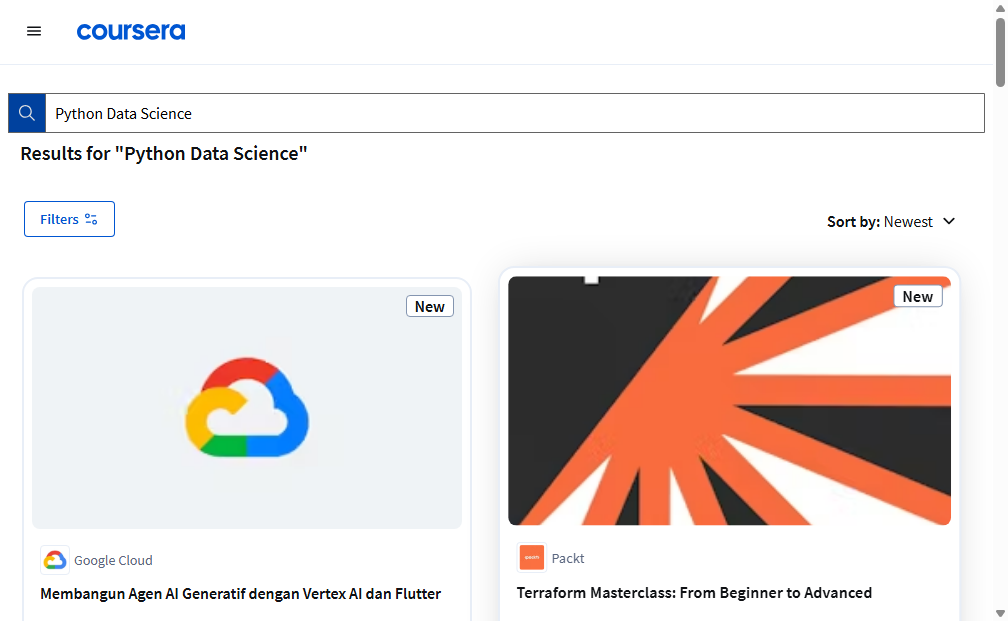 coursera
Python Data Science
Results for "Python Data Science"
Filters
Sort by: Newest
New
New
Google Cloud
Membangun Agen AI Generatif dengan Vertex AI dan Flutter
Packt
Terraform Masterclass: From Beginner to Advanced